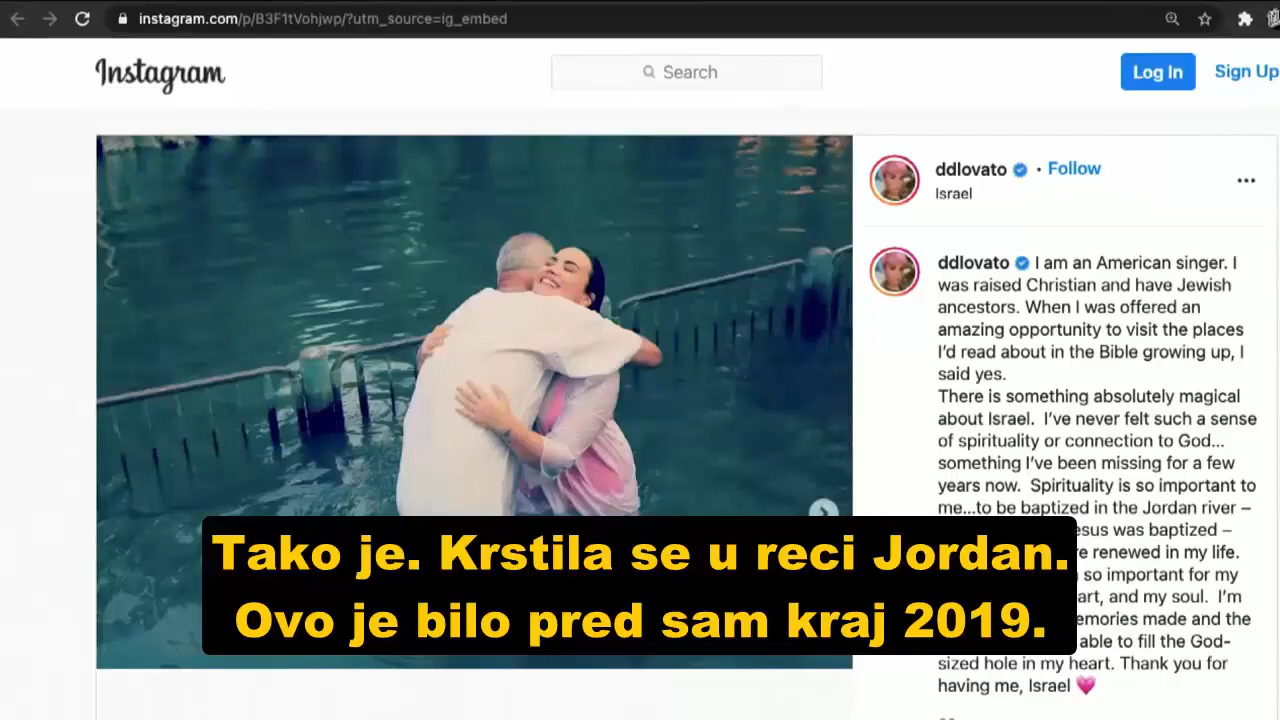 instagram.com/p/B3F1tVohjwp/?utm_source=ig_embed
Instagram
Search
Log In
Sign Up
ddlovato • Follow
Israel
ddlovato I am an American singer. I
was raised Christian and have Jewish
ancestors. When I was offered an
amazing opportunity to visit the places
I’d read about in the Bible growing up, I
said yes.
There is something absolutely magical
about Israel. I’ve never felt such a sense
of spirituality or connection to God…
something I’ve been missing for a few
years now. Spirituality is so important to
me…to be baptized in the Jordan river –
was baptized –
renewed in my life.
so important for my
and my soul. I’m
made and the
able to fill the God-
sized hole in my heart. Thank you for
having me, Israel 💗
Tako je. Krstila se u reci Jordan.
Ovo je bilo pred sam kraj 2019.